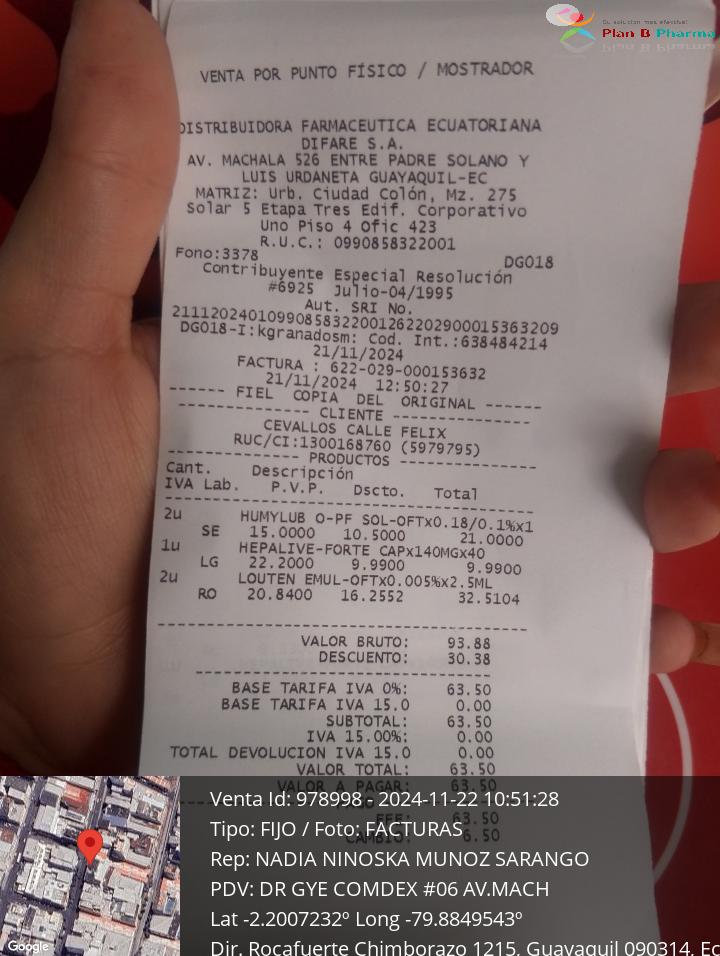 Su solución más efectiva!
Plan B Pharma
VENTA POR PUNTO FÍSICO / MOSTRADOR
DISTRIBUIDORA FARMACEUTICA ECUATORIANA
DIFARE S.A.
AV. MACHALA 526 ENTRE PADRE SOLANO Y
LUIS URDANETA GUAYAQUIL-EC
MATRIZ: Urb. Ciudad Colón, Mz. 275
Solar 5 Etapa Tres Edif. Corporativo
Uno Piso 4 Ofic 423
R.U.C.: 0990858322001
Fono:3378 DG018
Contribuyente Especial Resolución
#6925 Julio-04/1995
Aut. SRI No.
2111202401099085832200126220290001536320​9
DG018-I:kgranadosm: Cod. Int.:638484214
21/11/2024
FACTURA : 622-029-000153632
21/11/2024 12:50:27
------ FIEL COPIA DEL ORIGINAL ------
-------------- CLIENTE --------------
CEVALLOS CALLE FELIX
RUC/CI:1300168760 (5979795)
------------- PRODUCTOS -------------
Cant. Descripción
IVA Lab. P.V.P. Dscto. Total
2u HUMYLUB O-PF SOL-OFTx0.18/0.1%x1
SE 15.0000 10.5000 21.0000
1u HEPALIVE-FORTE CAPx140MGx40
LG 22.2000 9.9900 9.9900
2u LOUTEN EMUL-OFTx0.005%x2.5ML
RO 20.8400 16.2552 32.5104
VALOR BRUTO: 93.88
DESCUENTO: 30.38
BASE TARIFA IVA 0%: 63.50
BASE TARIFA IVA 15.0 0.00
SUBTOTAL: 63.50
IVA 15.00%: 0.00
TOTAL DEVOLUCION IVA 15.0 0.00
VALOR TOTAL: 63.50
VALOR A PAGAR: 63.50
EFE: 63.50
CAMBIO: 6.50
Venta Id: 978998 - 2024-11-22 10:51:28
Tipo: FIJO / Foto: FACTURAS
Rep: NADIA NINOSKA MUNOZ SARANGO
PDV: DR GYE COMDEX #06 AV.MACH
Lat -2.2007232º Long -79.8849543º
Dir. Rocafuerte Chimborazo 1215, Guayaquil 090314, Ec
Google